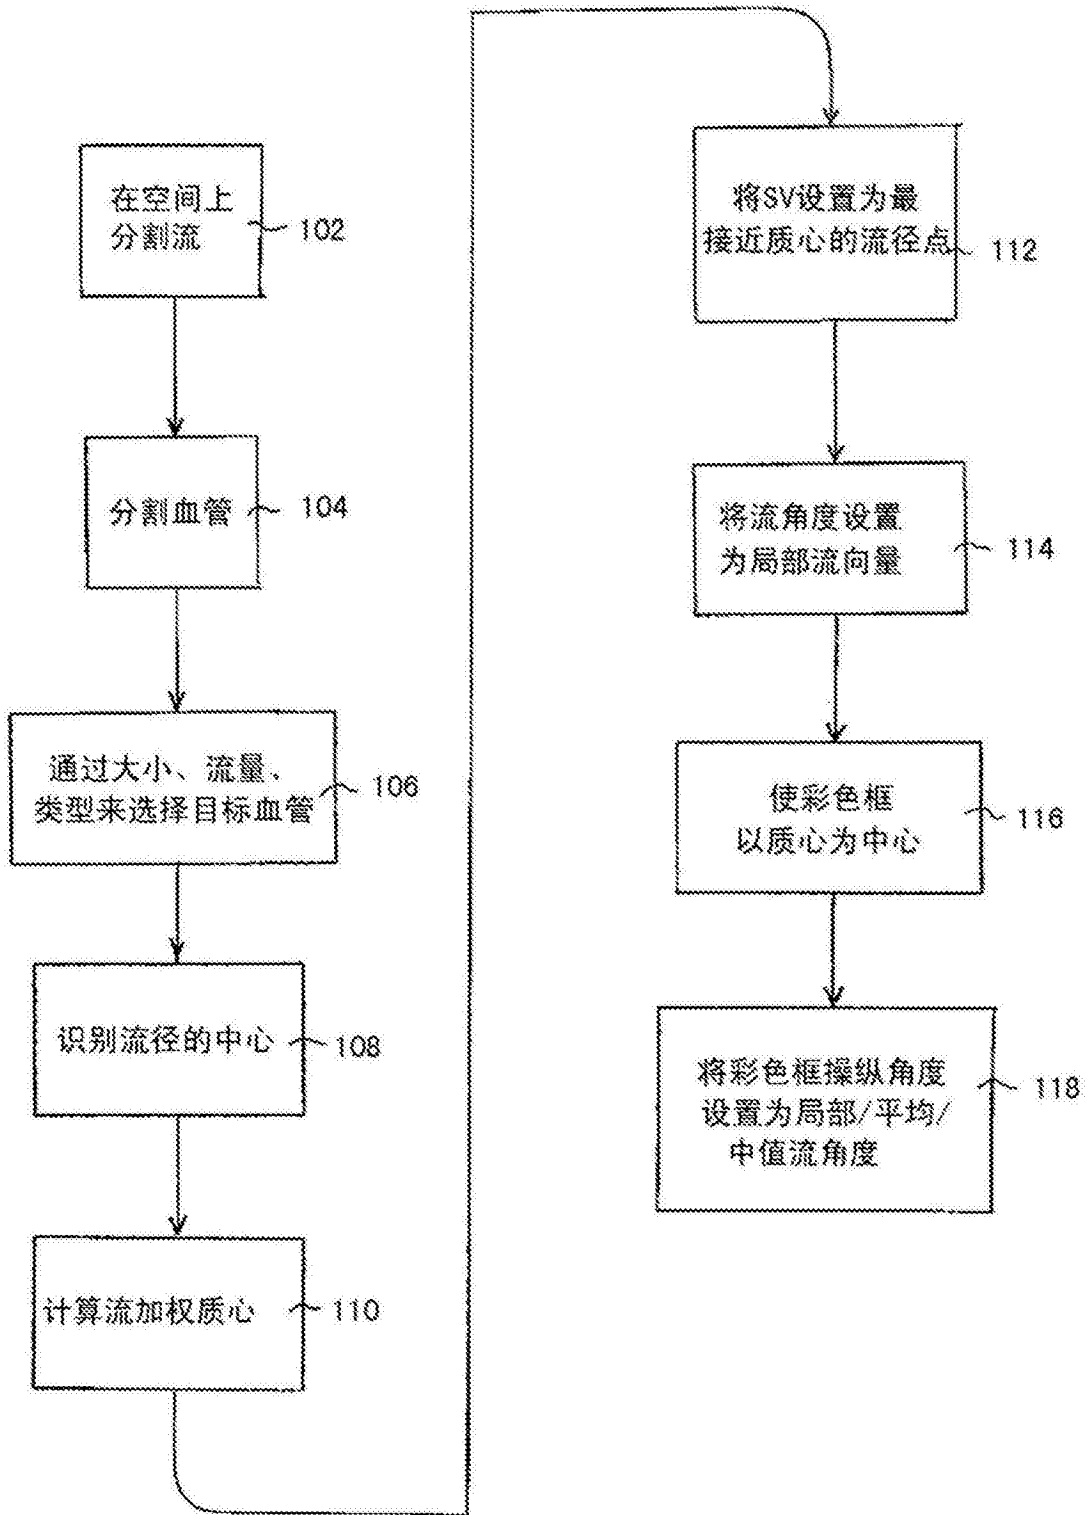 在空间上
分割流
102
分割血管
104
通过大小、流量、
类型来选择目标血管
106
识别流径的中心
108
计算流加权质心
110
将SV设置为最
接近质心的流径点
112
将流角度设置
为局部流向量
114
使彩色框
以质心为中心
116
将彩色框操纵角度
设置为局部/平均/
中值流角度
118